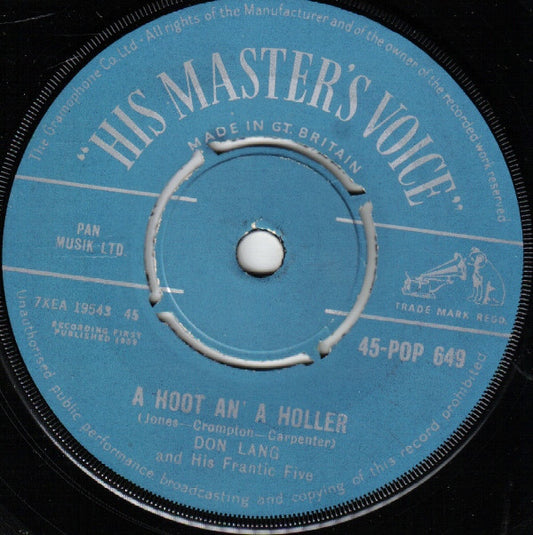 The Gramophone Co. Ltd. - All rights of the Manufacturer and of the owner of the recorded work reserved
"HIS MASTER'S VOICE"
MADE IN GT. BRITAIN
PAN
MUSIK LTD.
7XEA 19543 45
RECORDING FIRST
PUBLISHED 1959
TRADE MARK REGD.
45-POP 649
A HOOT AN' A HOLLER
(Jones—Crompton—Carpenter)
DON LANG
and His Frantic Five
Unauthorised public performance broadcasting and copying of this record prohibited